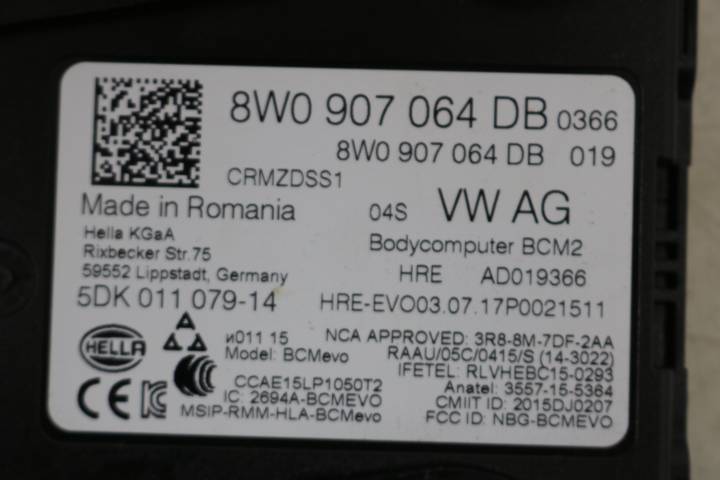 8W0 907 064 DB 0366
8W0 907 064 DB 019
CRMZDSS1
Made in Romania 04S VW AG
Hella KGaA
Rixbecker Str.75
59552 Lippstadt, Germany
Bodycomputer BCM2
HRE AD019366
5DK 011 079-14 HRE-EVO03.07.17P0021511
HELLA
и011 15
Model: BCMevo
NCA APPROVED: 3R8-8M-7DF-2AA
RAAU/05C/0415/S (14-3022)
IFETEL: RLVHEBC15-0293
CCAE15LP1050T2 Anatel: 3557-15-5364
IC: 2694A-BCMEVO CMIIT ID: 2015DJ0207
MSIP-RMM-HLA-BCMevo FCC ID: NBG-BCMEVO
CE